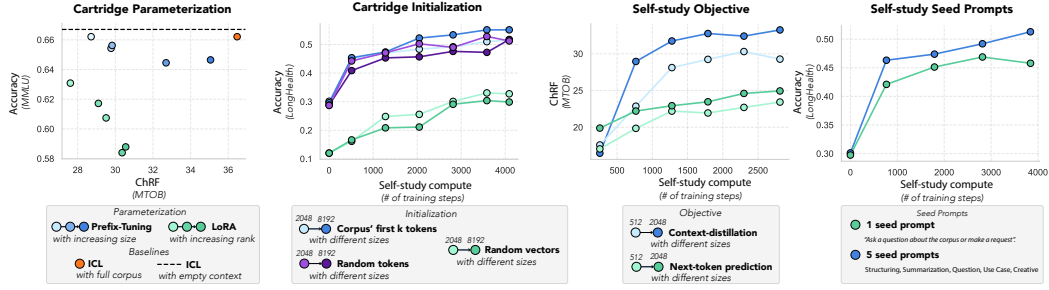 Cartridge Parameterization
Accuracy
(MMLU)
0.66
0.64
0.62
0.60
0.58
28
30
32
34
36
ChRF
(MTOB)
Parameterization
Prefix-Tuning
with increasing size
LoRA
with increasing rank
Baselines
ICL
with full corpus
ICL
with empty context
Cartridge Initialization
Accuracy
(LongHealth)
0.5
0.4
0.3
0.2
0.1
0
1000
2000
3000
4000
Self-study compute
(# of training steps)
Initialization
2048 8192
Corpus' first k tokens
with different sizes
2048 8192
Random vectors
with different sizes
2048 8192
Random tokens
with different sizes
Self-study Objective
ChRF
(MTOB)
30
25
20
500
1000
1500
2000
2500
Self-study compute
(# of training steps)
Objective
512 2048
Context-distillation
with different sizes
512 2048
Next-token prediction
with different sizes
Self-study Seed Prompts
Accuracy
(LongHealth)
0.50
0.45
0.40
0.35
0.30
0
1000
2000
3000
4000
Self-study compute
(# of training steps)
Seed Prompts
1 seed prompt
"Ask a question about the corpus or make a request".
5 seed prompts
Structuring, Summarization, Question, Use Case, Creative